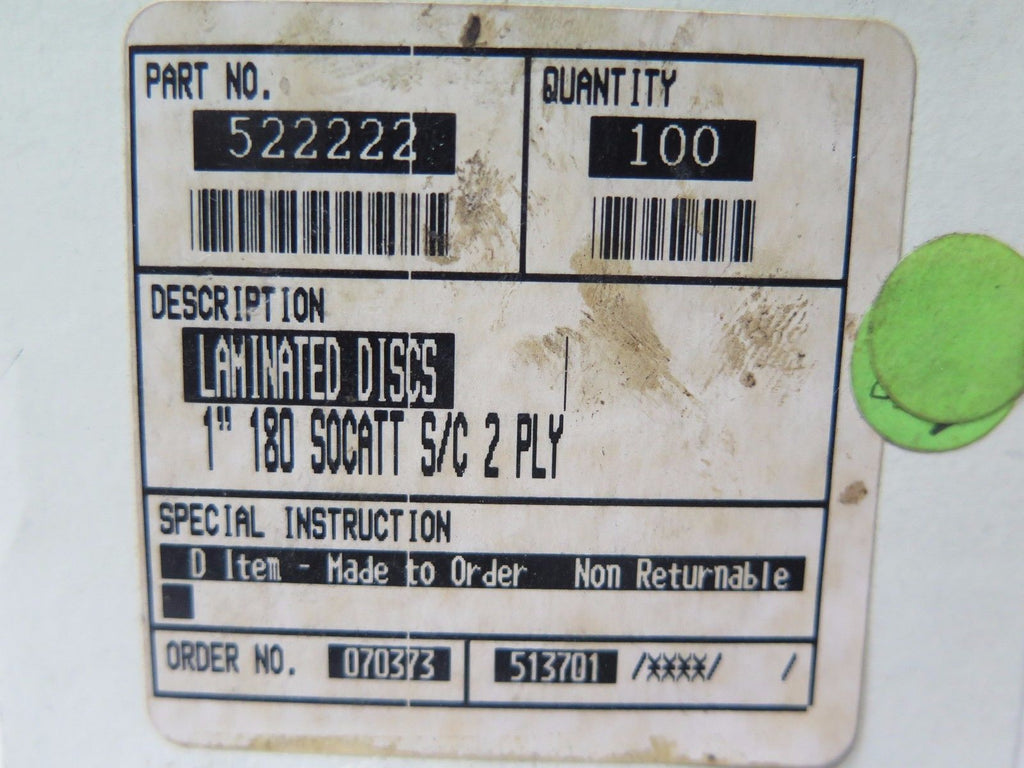 PART NO.
522222
QUANTITY
100
DESCRIPTION
LAMINATED DISCS
1" 180 SOCATT S/C 2 PLY
SPECIAL INSTRUCTION
D Item - Made to Order Non Returnable
ORDER NO. 070373 513701 /XXXX/ /